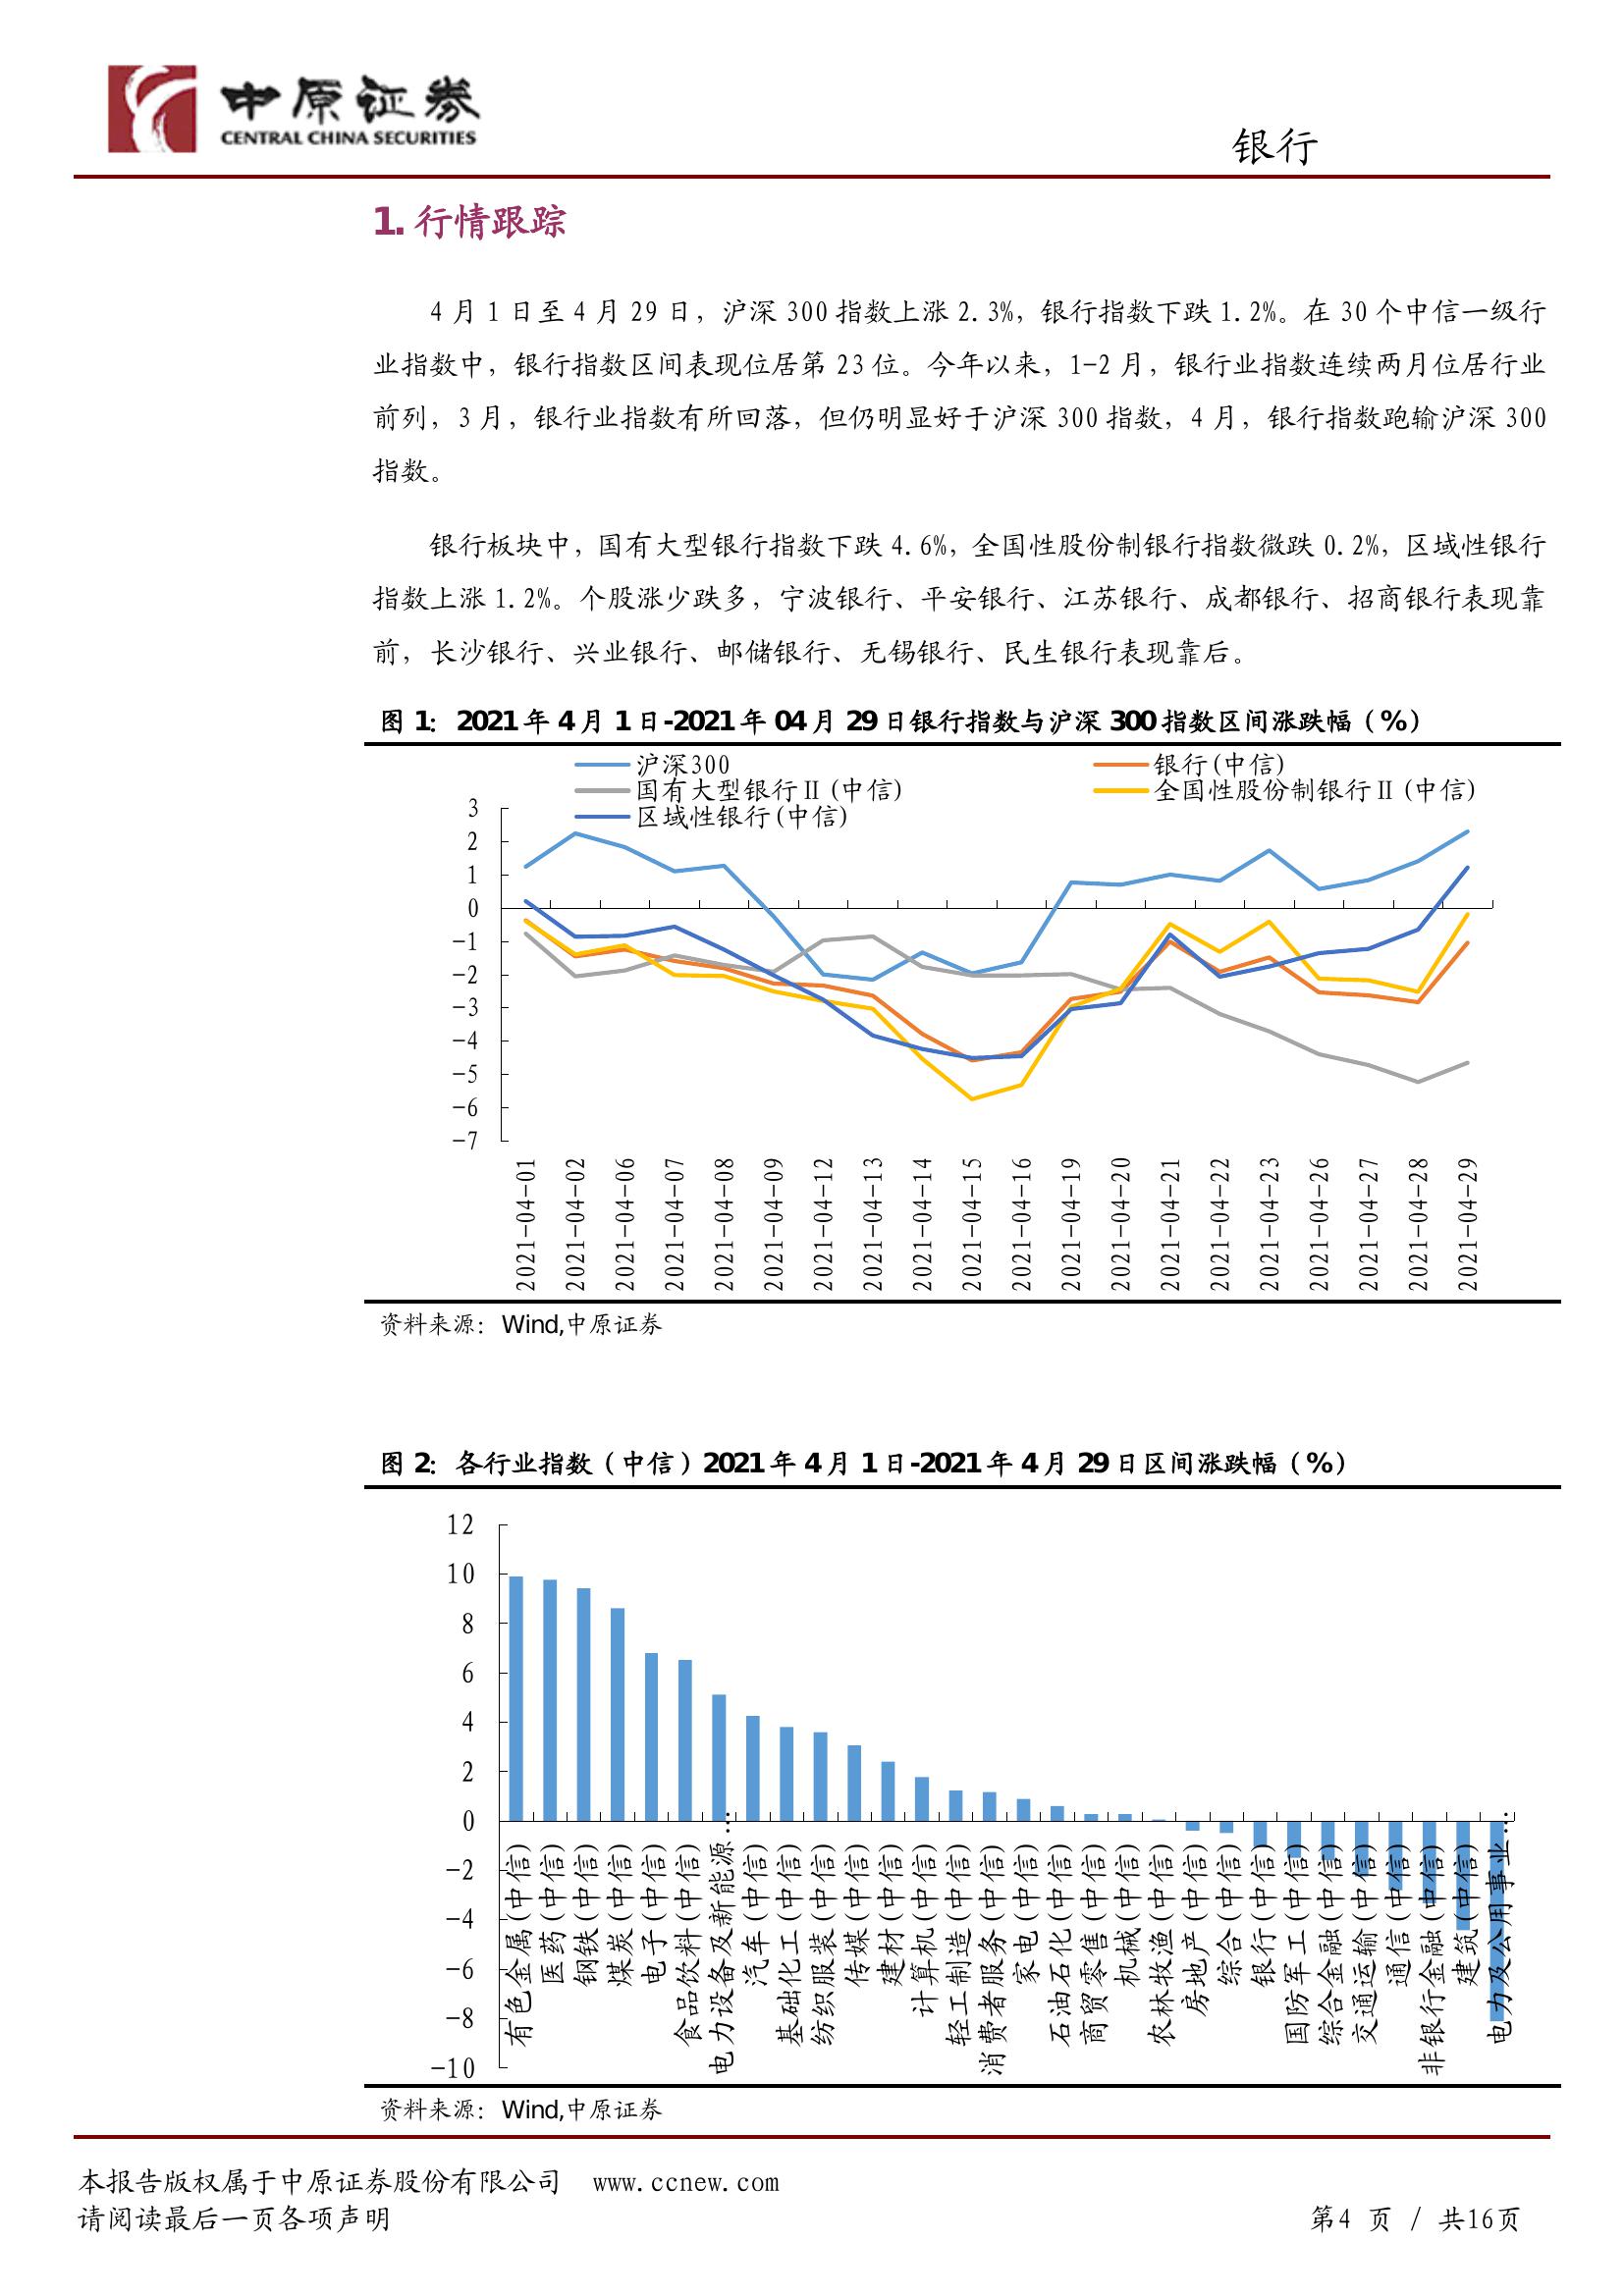 中原证券
CENTRAL CHINA SECURITIES
银行
1. 行情跟踪
4 月 1 日至 4 月 29 日，沪深 300 指数上涨 2.3%，银行指数下跌 1.2%。在 30 个中信一级行
业指数中，银行指数区间表现位居第 23 位。今年以来，1-2 月，银行业指数连续两月位居行业
前列，3 月，银行业指数有所回落，但仍明显好于沪深 300 指数，4 月，银行指数跑输沪深 300
指数。
银行板块中，国有大型银行指数下跌 4.6%，全国性股份制银行指数微跌 0.2%，区域性银行
指数上涨 1.2%。个股涨少跌多，宁波银行、平安银行、江苏银行、成都银行、招商银行表现靠
前，长沙银行、兴业银行、邮储银行、无锡银行、民生银行表现靠后。
图 1： 2021 年 4 月 1 日-2021 年 04 月 29 日银行指数与沪深 300 指数区间涨跌幅（%）
沪深300
银行(中信)
国有大型银行Ⅱ(中信)
全国性股份制银行Ⅱ(中信)
区域性银行(中信)
3
2
1
0
-1
-2
-3
-4
-5
-6
-7
2021-04-01
2021-04-02
2021-04-06
2021-04-07
2021-04-08
2021-04-09
2021-04-12
2021-04-13
2021-04-14
2021-04-15
2021-04-16
2021-04-19
2021-04-20
2021-04-21
2021-04-22
2021-04-23
2021-04-26
2021-04-27
2021-04-28
2021-04-29
资料来源：Wind,中原证券
图 2：各行业指数（中信）2021 年 4 月 1 日-2021 年 4 月 29 日区间涨跌幅（%）
12
10
8
6
4
2
0
-2
-4
-6
-8
-10
有色金属(中信)
医药(中信)
钢铁(中信)
煤炭(中信)
电子(中信)
食品饮料(中信)
电力设备及新能源…
汽车(中信)
基础化工(中信)
纺织服装(中信)
传媒(中信)
建材(中信)
计算机(中信)
轻工制造(中信)
消费者服务(中信)
家电(中信)
石油石化(中信)
商贸零售(中信)
机械(中信)
农林牧渔(中信)
房地产(中信)
综合(中信)
银行(中信)
国防军工(中信)
综合金融(中信)
交通运输(中信)
通信(中信)
非银行金融(中信)
建筑(中信)
电力及公用事业…
资料来源：Wind,中原证券
本报告版权属于中原证券股份有限公司 www.ccnew.com
请阅读最后一页各项声明
第4 页 / 共16页